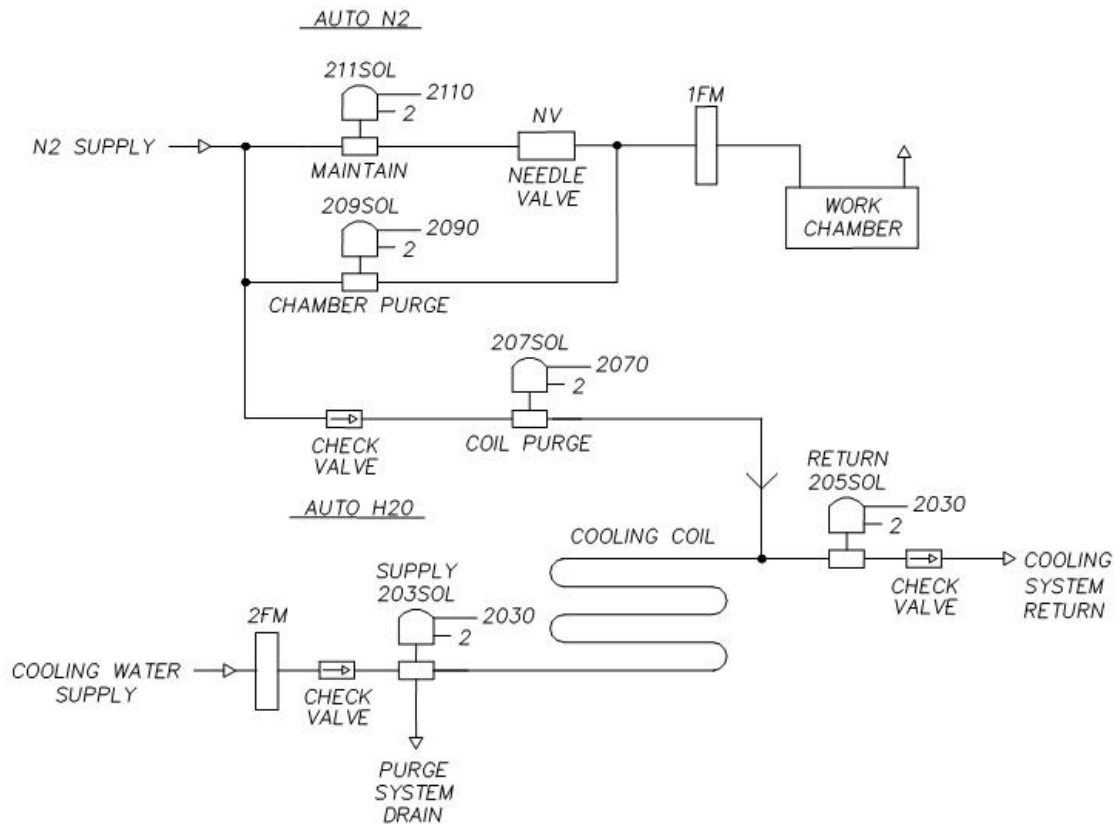 AUTO N2
211SOL
2110
2
1FM
NV
N2 SUPPLY
MAINTAIN
NEEDLE
VALVE
WORK
CHAMBER
209SOL
2090
2
CHAMBER PURGE
207SOL
2070
2
CHECK
VALVE
COIL PURGE
RETURN
205SOL
2030
2
AUTO H20
COOLING COIL
CHECK
VALVE
COOLING
SYSTEM
RETURN
SUPPLY
203SOL
2030
2
2FM
COOLING WATER
SUPPLY
CHECK
VALVE
PURGE
SYSTEM
DRAIN